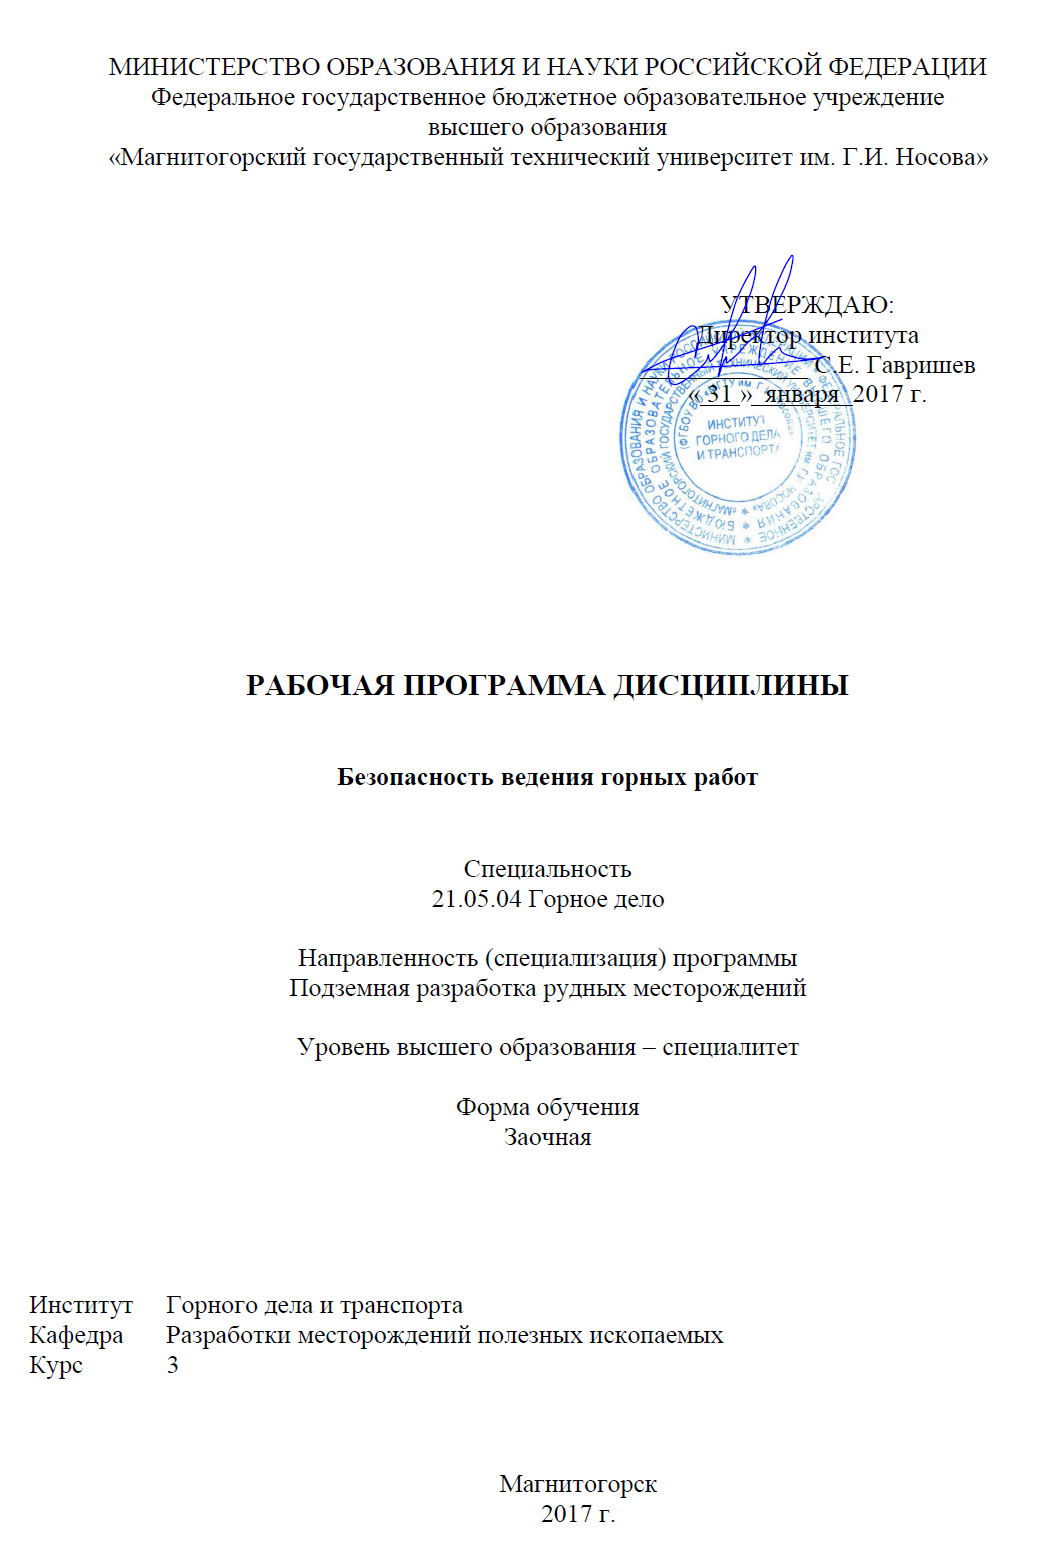 МИНИСТЕРСТВО ОБРАЗОВАНИЯ И НАУКИ РОССИЙСКОЙ ФЕДЕРАЦИИ
Федеральное государственное бюджетное образовательное учреждение
высшего образования
«Магнитогорский государственный технический университет им. Г.И. Носова»
УТВЕРЖДАЮ:
Директор института
С.Е. Гавришев
« 31 » января 2017 г.
ИНСТИТУТ
ГОРНОГО ДЕЛА
И ТРАНСПОРТА
РАБОЧАЯ ПРОГРАММА ДИСЦИПЛИНЫ
Безопасность ведения горных работ
Специальность
21.05.04 Горное дело
Направленность (специализация) программы
Подземная разработка рудных месторождений
Уровень высшего образования – специалитет
Форма обучения
Заочная
Институт Горного дела и транспорта
Кафедра Разработки месторождений полезных ископаемых
Курс 3
Магнитогорск
2017 г.